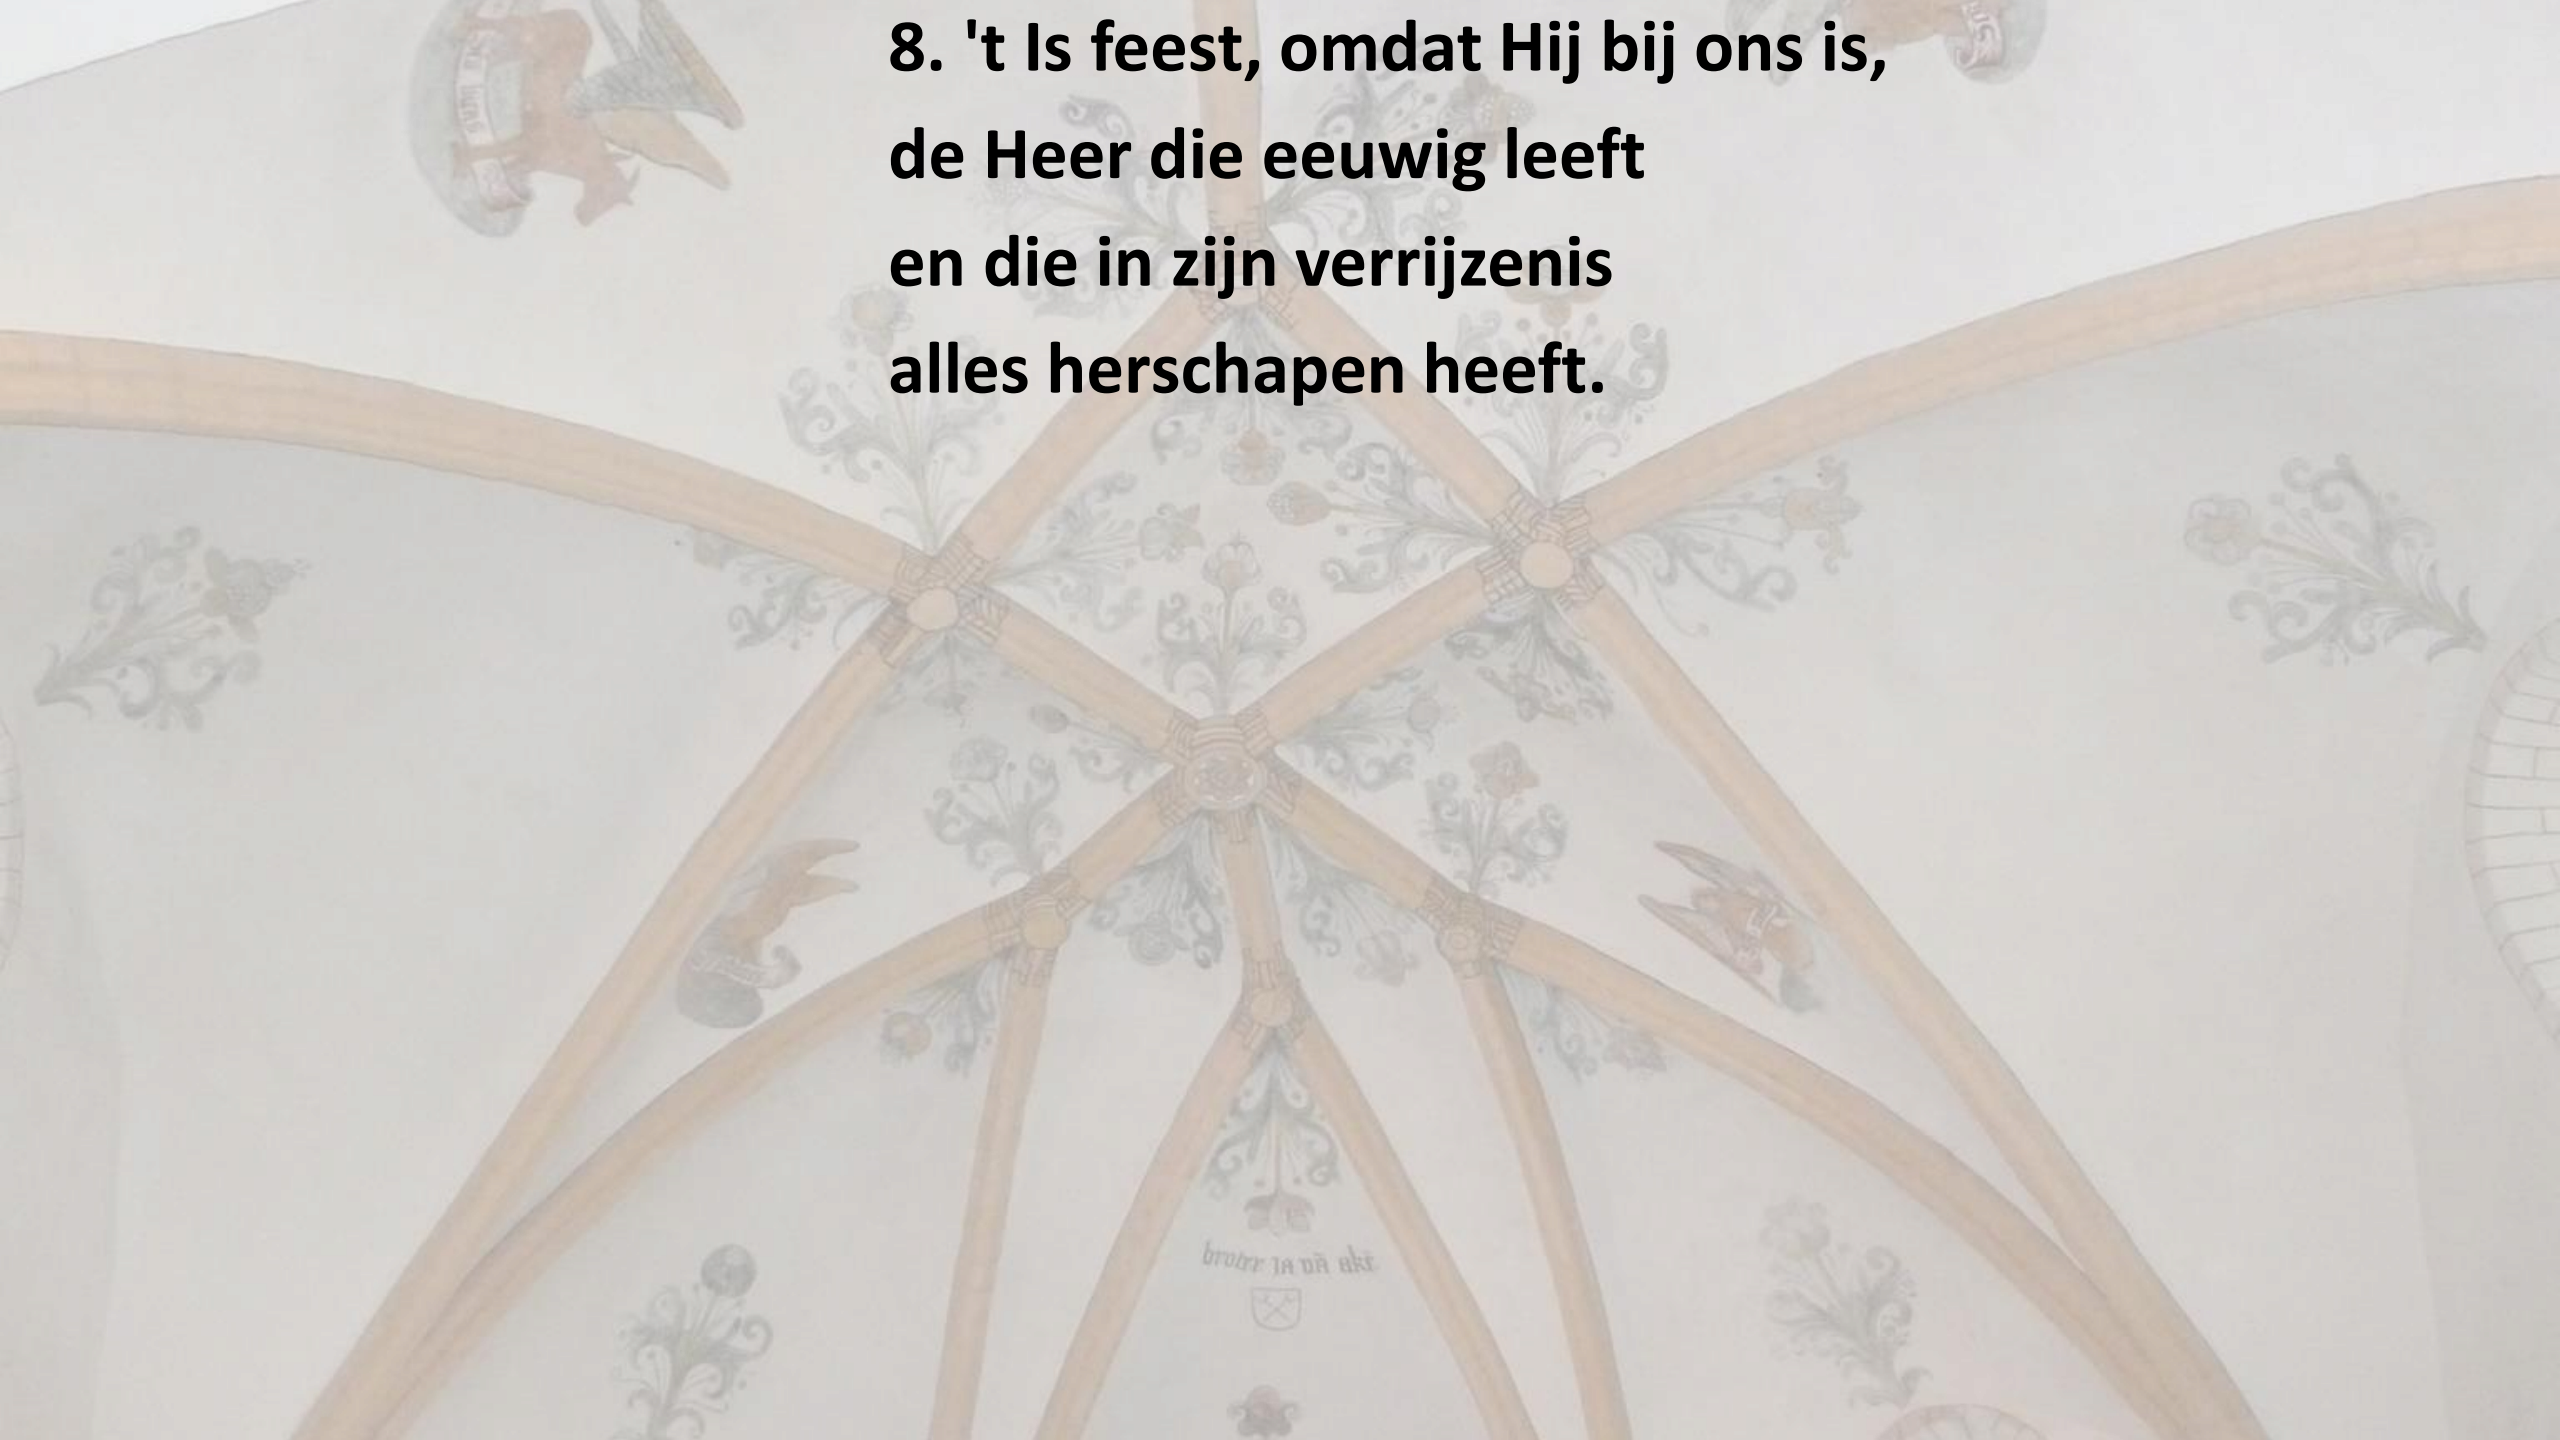 8. 't Is feest, omdat Hij bij ons is,
de Heer die eeuwig leeft
en die in zijn verrijzenis
alles herschapen heeft.